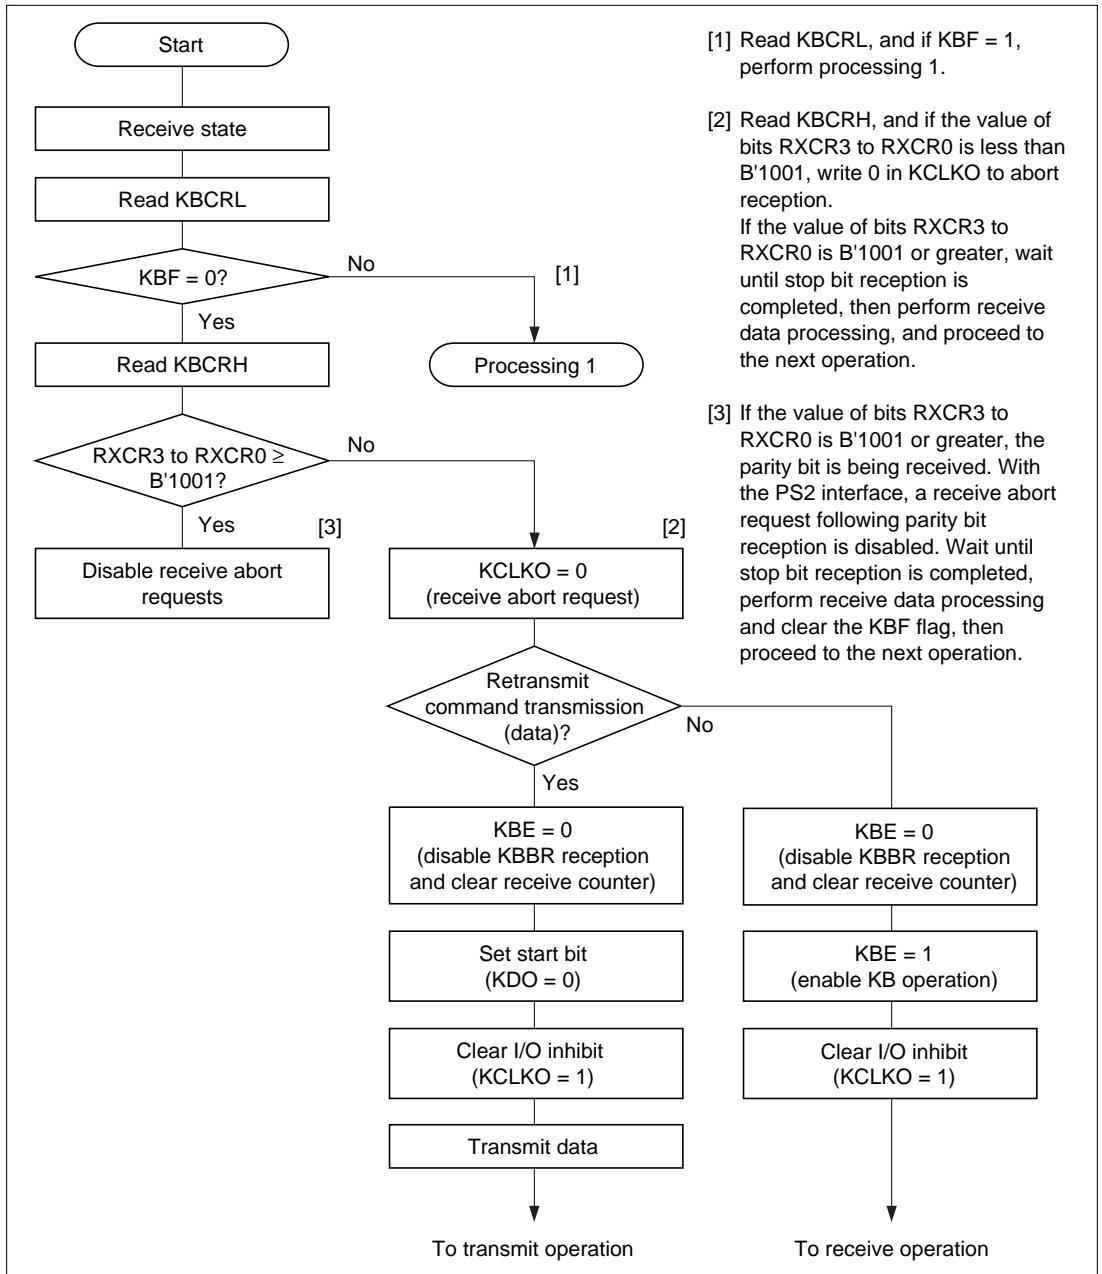 Start
Receive state
Read KBCRL
KBF = 0?
No
[1]
Yes
Processing 1
Read KBCRH
RXCR3 to RXCR0 ≥
B'1001?
No
Yes
[3]
Disable receive abort
requests
[2]
KCLKO = 0
(receive abort request)
Retransmit
command transmission
(data)?
No
Yes
KBE = 0
(disable KBBR reception
and clear receive counter)
Set start bit
(KDO = 0)
Clear I/O inhibit
(KCLKO = 1)
Transmit data
To transmit operation
KBE = 0
(disable KBBR reception
and clear receive counter)
KBE = 1
(enable KB operation)
Clear I/O inhibit
(KCLKO = 1)
To receive operation
[1] Read KBCRL, and if KBF = 1,
perform processing 1.
[2] Read KBCRH, and if the value of
bits RXCR3 to RXCR0 is less than
B'1001, write 0 in KCLKO to abort
reception.
If the value of bits RXCR3 to
RXCR0 is B'1001 or greater, wait
until stop bit reception is
completed, then perform receive
data processing, and proceed to
the next operation.
[3] If the value of bits RXCR3 to
RXCR0 is B'1001 or greater, the
parity bit is being received. With
the PS2 interface, a receive abort
request following parity bit
reception is disabled. Wait until
stop bit reception is completed,
perform receive data processing
and clear the KBF flag, then
proceed to the next operation.